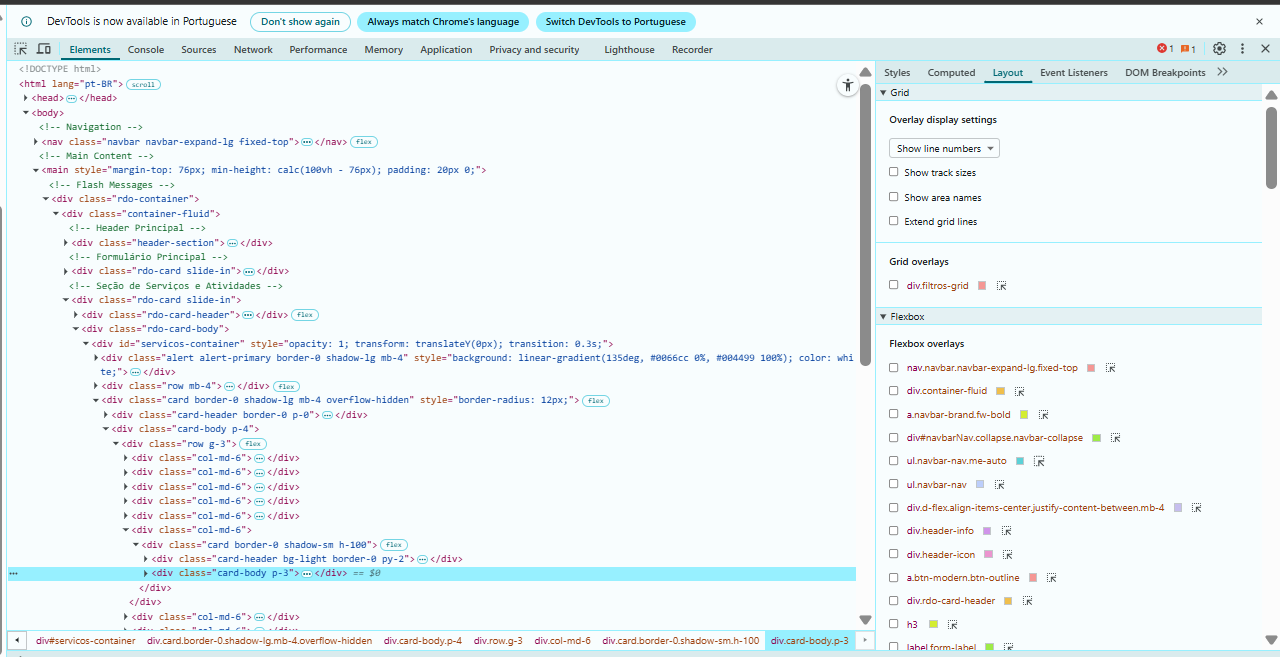 DevTools is now available in Portuguese Don't show again Always match Chrome's language Switch DevTools to Portuguese
Elements Console Sources Network Performance Memory Application Privacy and security Lighthouse Recorder 1 1
<!DOCTYPE html>
<html lang="pt-BR"> scroll
<head> </head>
<body>
<!-- Navigation -->
<nav class="navbar navbar-expand-lg fixed-top"> </nav> flex
<!-- Main Content -->
<main style="margin-top: 76px; min-height: calc(100vh - 76px); padding: 20px 0;">
<!-- Flash Messages -->
<div class="rdo-container">
<div class="container-fluid">
<!-- Header Principal -->
<div class="header-section"> </div>
<!-- Formulário Principal -->
<div class="rdo-card slide-in"> </div>
<!-- Seção de Serviços e Atividades -->
<div class="rdo-card slide-in">
<div class="rdo-card-header"> </div> flex
<div class="rdo-card-body">
<div id="servicos-container" style="opacity: 1; transform: translateY(0px); transition: 0.3s;">
<div class="alert alert-primary border-0 shadow-lg mb-4" style="background: linear-gradient(135deg, #0066cc 0%, #004499 100%); color: whi
te;"> </div>
<div class="row mb-4"> </div> flex
<div class="card border-0 shadow-lg mb-4 overflow-hidden" style="border-radius: 12px;"> flex
<div class="card-header border-0 p-0"> </div>
<div class="card-body p-4">
<div class="row g-3"> flex
<div class="col-md-6"> </div>
<div class="col-md-6"> </div>
<div class="col-md-6"> </div>
<div class="col-md-6"> </div>
<div class="col-md-6"> </div>
<div class="col-md-6">
<div class="card border-0 shadow-sm h-100"> flex
<div class="card-header bg-light border-0 py-2"> </div>
<div class="card-body p-3"> </div> == $0
</div>
</div>
<div class="col-md-6"> </div>
div#servicos-container div.card.border-0.shadow-lg.mb-4.overflow-hidden div.card-body.p-4 div.row.g-3 div.col-md-6 div.card.border-0.shadow-sm.h-100 div.card-body.p-3
Styles Computed Layout Event Listeners DOM Breakpoints
Grid
Overlay display settings
Show line numbers
Show track sizes
Show area names
Extend grid lines
Grid overlays
div.filtros-grid
Flexbox
Flexbox overlays
nav.navbar.navbar-expand-lg.fixed-top
div.container-fluid
a.navbar-brand.fw-bold
div#navbarNav.collapse.navbar-collapse
ul.navbar-nav.me-auto
ul.navbar-nav
div.d-flex.align-items-center.justify-content-between.mb-4
div.header-info
div.header-icon
a.btn-modern.btn-outline
div.rdo-card-header
h3
label.form-label